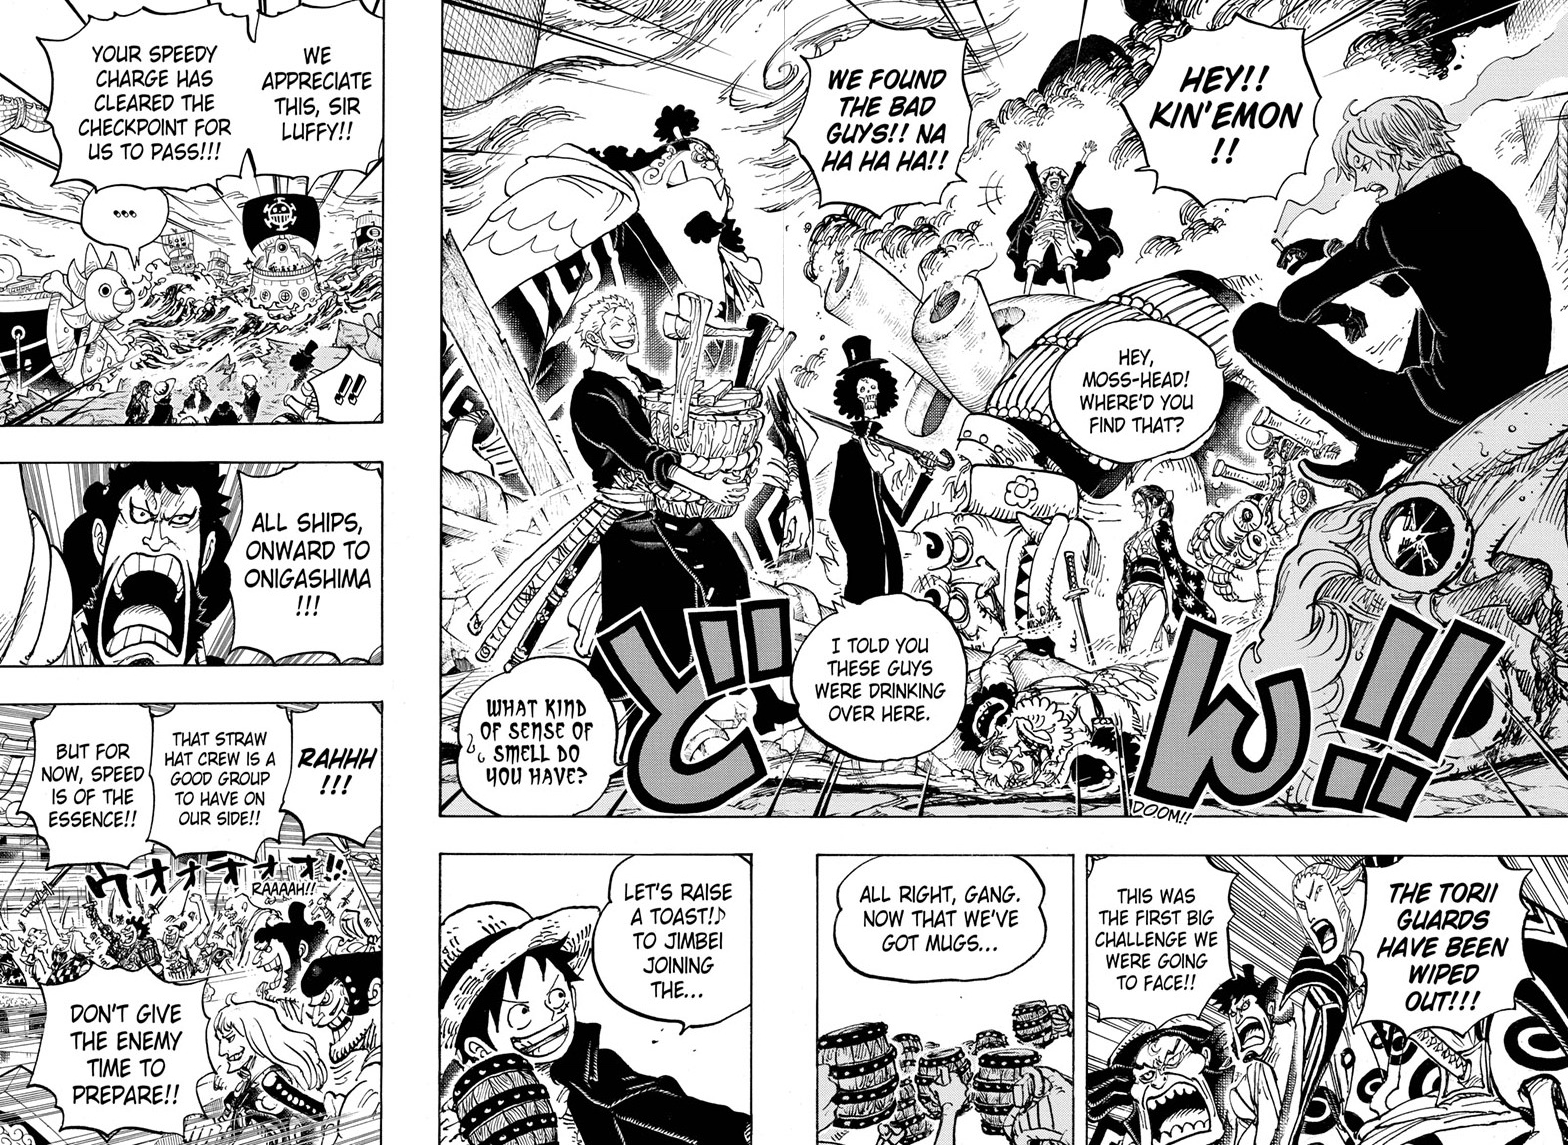 HEY!!
KIN'EMON
!!
WE FOUND
THE BAD
GUYS!! NA
HA HA HA!!
HEY,
MOSS-HEAD!
WHERE'D YOU
FIND THAT?
I TOLD YOU
THESE GUYS
WERE DRINKING
OVER HERE.
WHAT KIND
OF SENSE OF
SMELL DO
YOU HAVE?
どん!!
DOOM!!
THE TORII
GUARDS
HAVE BEEN
WIPED
OUT!!!
THIS WAS
THE FIRST BIG
CHALLENGE WE
WERE GOING
TO FACE!!
ALL RIGHT, GANG.
NOW THAT WE'VE
GOT MUGS...
LET'S RAISE
A TOAST!♪
TO JIMBEI
JOINING
THE...
WE
APPRECIATE
THIS, SIR
LUFFY!!
YOUR SPEEDY
CHARGE HAS
CLEARED THE
CHECKPOINT FOR
US TO PASS!!!
...
!!
ALL SHIPS,
ONWARD TO
ONIGASHIMA
!!!
RAHHH
!!!
THAT STRAW
HAT CREW IS A
GOOD GROUP
TO HAVE ON
OUR SIDE!!
BUT FOR
NOW, SPEED
IS OF THE
ESSENCE!!
ウオオオオオオ!!
RAAAAH!!
DON'T GIVE
THE ENEMY
TIME TO
PREPARE!!